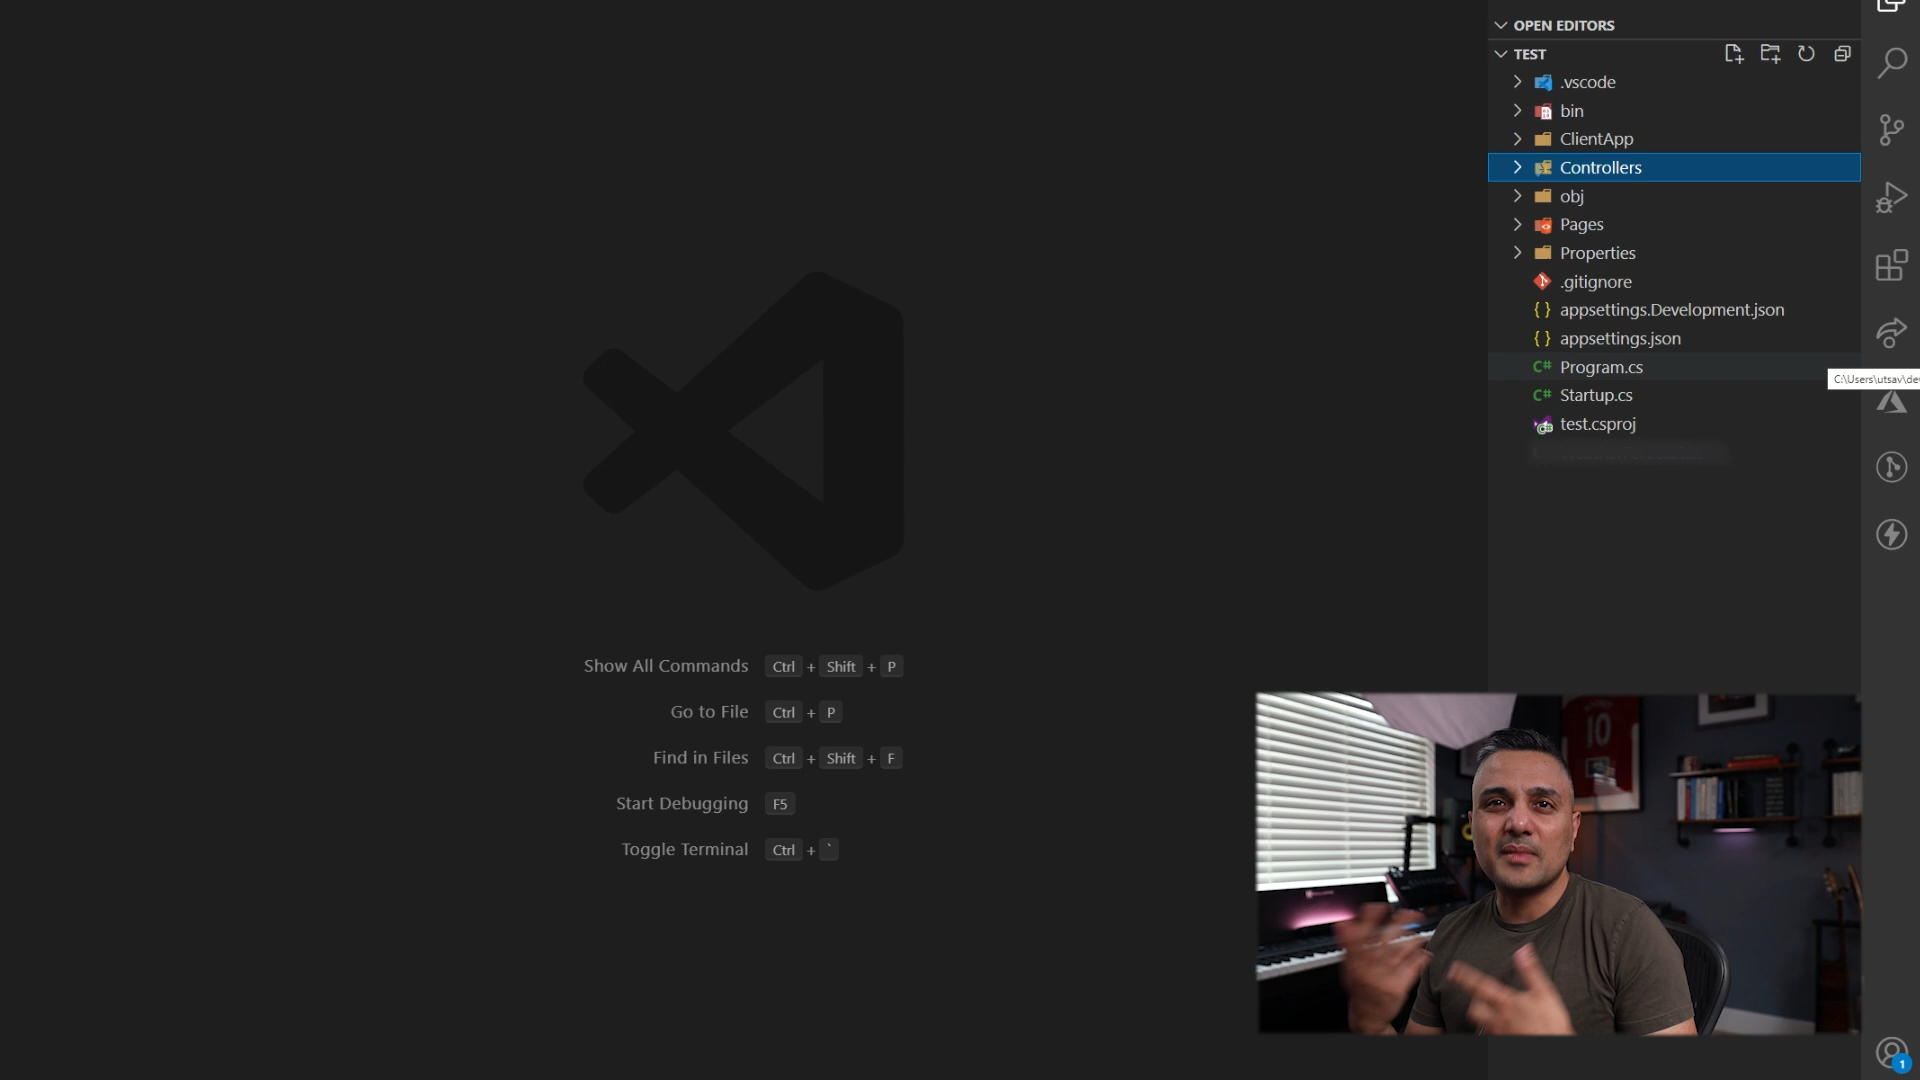 OPEN EDITORS
TEST
.vscode
bin
ClientApp
Controllers
obj
Pages
Properties
.gitignore
{ } appsettings.Development.json
{ } appsettings.json
C# Program.cs
C:\Users\utsav\de
C# Startup.cs
test.csproj
Show All Commands Ctrl + Shift + P
Go to File Ctrl + P
Find in Files Ctrl + Shift + F
Start Debugging F5
Toggle Terminal Ctrl + `
10
1